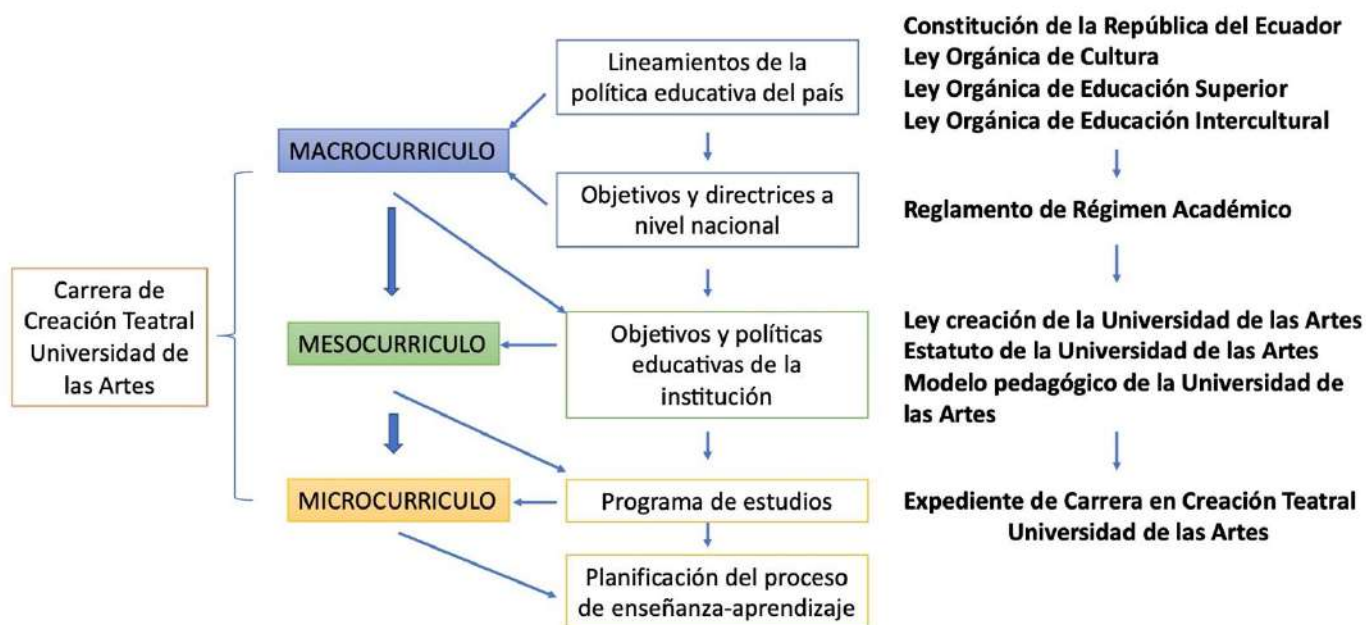 Carrera de
Creación Teatral
Universidad de
las Artes
MACROCURRICULO
MESOCURRICULO
MICROCURRICULO
Lineamientos de la
política educativa del país
Objetivos y directrices a
nivel nacional
Objetivos y políticas
educativas de la
institución
Programa de estudios
Planificación del proceso
de enseñanza-aprendizaje
Constitución de la República del Ecuador
Ley Orgánica de Cultura
Ley Orgánica de Educación Superior
Ley Orgánica de Educación Intercultural
Reglamento de Régimen Académico
Ley creación de la Universidad de las Artes
Estatuto de la Universidad de las Artes
Modelo pedagógico de la Universidad de
las Artes
Expediente de Carrera en Creación Teatral
Universidad de las Artes